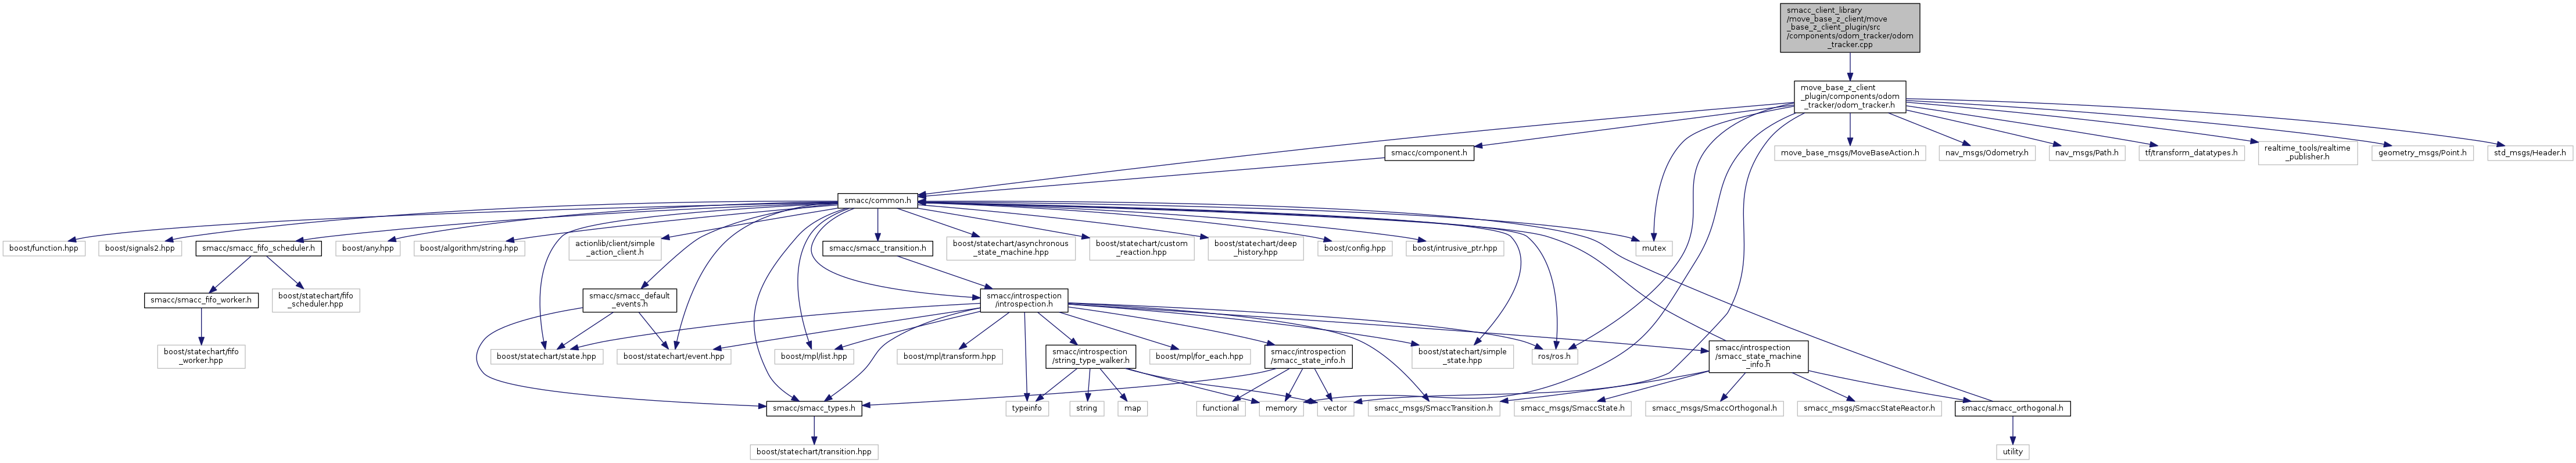 smacc_client_library
/move_base_z_client/move
_base_z_client_plugin/src
/components/odom_tracker/odom
_tracker.cpp
move_base_z_client
_plugin/components/odom
_tracker/odom_tracker.h
smacc/component.h
move_base_msgs/MoveBaseAction.h
nav_msgs/Odometry.h
nav_msgs/Path.h
tf/transform_datatypes.h
realtime_tools/realtime
_publisher.h
geometry_msgs/Point.h
std_msgs/Header.h
smacc/common.h
boost/function.hpp
boost/signals2.hpp
smacc/smacc_fifo_scheduler.h
boost/any.hpp
boost/algorithm/string.hpp
actionlib/client/simple
_action_client.h
smacc/smacc_transition.h
boost/statechart/asynchronous
_state_machine.hpp
boost/statechart/custom
_reaction.hpp
boost/statechart/deep
_history.hpp
boost/config.hpp
boost/intrusive_ptr.hpp
mutex
smacc/smacc_fifo_worker.h
boost/statechart/fifo
_scheduler.hpp
smacc/smacc_default
_events.h
smacc/introspection
/introspection.h
boost/statechart/fifo
_worker.hpp
boost/statechart/state.hpp
boost/statechart/event.hpp
boost/mpl/list.hpp
boost/mpl/transform.hpp
smacc/introspection
/string_type_walker.h
boost/mpl/for_each.hpp
smacc/introspection
/smacc_state_info.h
boost/statechart/simple
_state.hpp
ros/ros.h
smacc/introspection
/smacc_state_machine
_info.h
smacc/smacc_types.h
typeinfo
string
map
functional
memory
vector
smacc_msgs/SmaccTransition.h
smacc_msgs/SmaccState.h
smacc_msgs/SmaccOrthogonal.h
smacc_msgs/SmaccStateReactor.h
smacc/smacc_orthogonal.h
boost/statechart/transition.hpp
utility